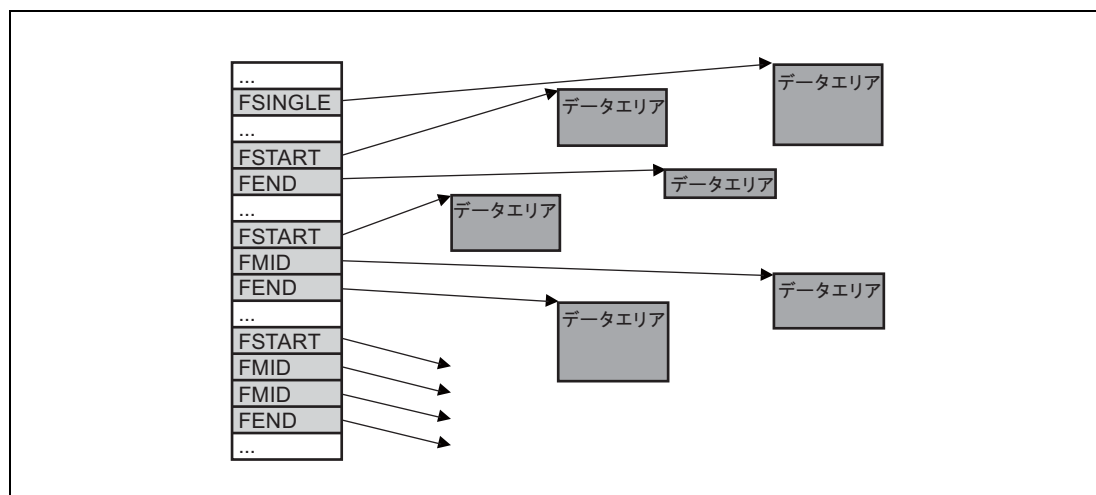 ...
FSINGLE
...
FSTART
FEND
...
FSTART
FMID
FEND
...
FSTART
FMID
FMID
FEND
...
データエリア
データエリア
データエリア
データエリア
データエリア
データエリア